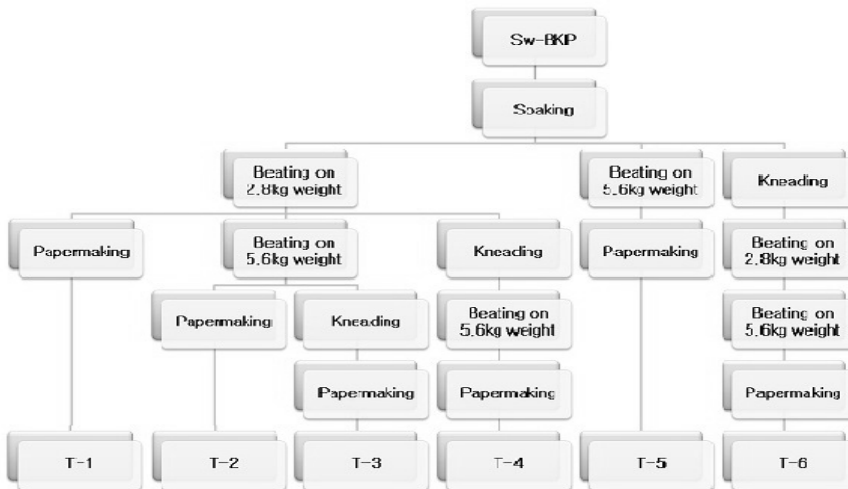 Sw-BKP
Soaking
Beating on
2.8kg weight
Beating on
5.6kg weight
Kneading
Papermaking
Beating on
5.6kg weight
Kneading
Papermaking
Beating on
2.8kg weight
Papermaking
Kneading
Beating on
5.6kg weight
Beating on
5.6kg weight
Papermaking
Papermaking
Papermaking
T-1
T-2
T-3
T-4
T-5
T-6